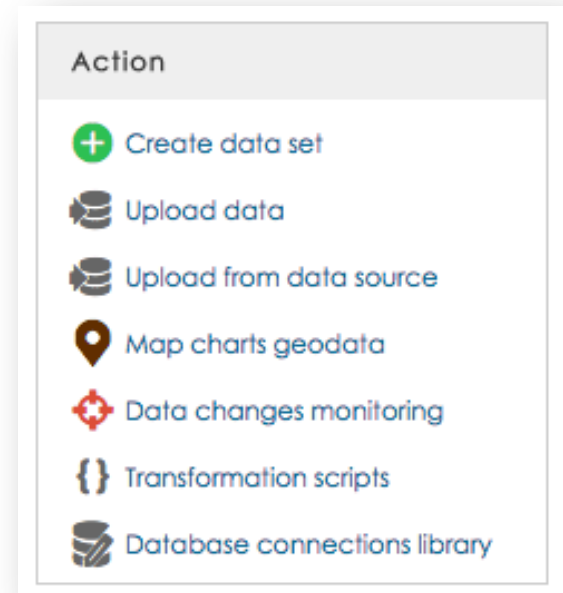 Action
Create data set
Upload data
Upload from data source
Map charts geodata
Data changes monitoring
Transformation scripts
Database connections library